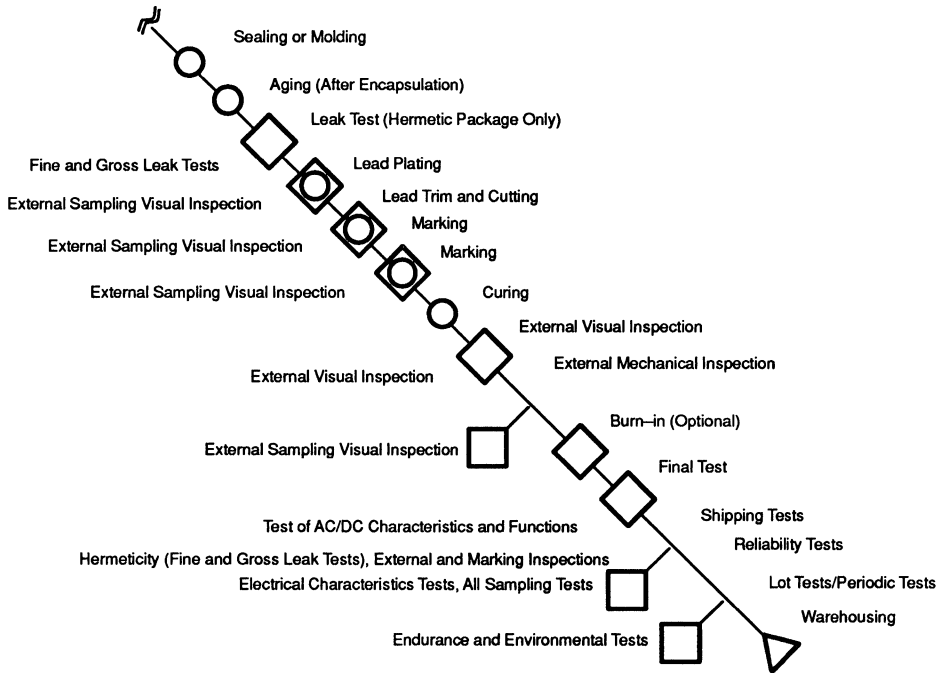 Sealing or Molding
Aging (After Encapsulation)
Leak Test (Hermetic Package Only)
Fine and Gross Leak Tests
Lead Plating
External Sampling Visual Inspection
Lead Trim and Cutting
Marking
External Sampling Visual Inspection
Marking
External Sampling Visual Inspection
Curing
External Visual Inspection
External Mechanical Inspection
External Visual Inspection
Burn–in (Optional)
External Sampling Visual Inspection
Final Test
Shipping Tests
Test of AC/DC Characteristics and Functions
Reliability Tests
Hermeticity (Fine and Gross Leak Tests), External and Marking Inspections
Electrical Characteristics Tests, All Sampling Tests
Lot Tests/Periodic Tests
Warehousing
Endurance and Environmental Tests